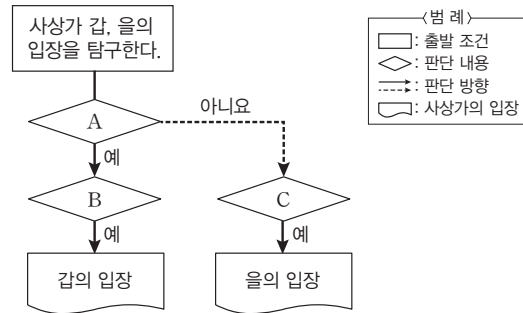 사상가 갑, 을의
입장을 탐구한다.
〈범 례〉
: 출발 조건
: 판단 내용
: 판단 방향
: 사상가의 입장
A
아니요
예
B
C
예
예
갑의 입장
을의 입장